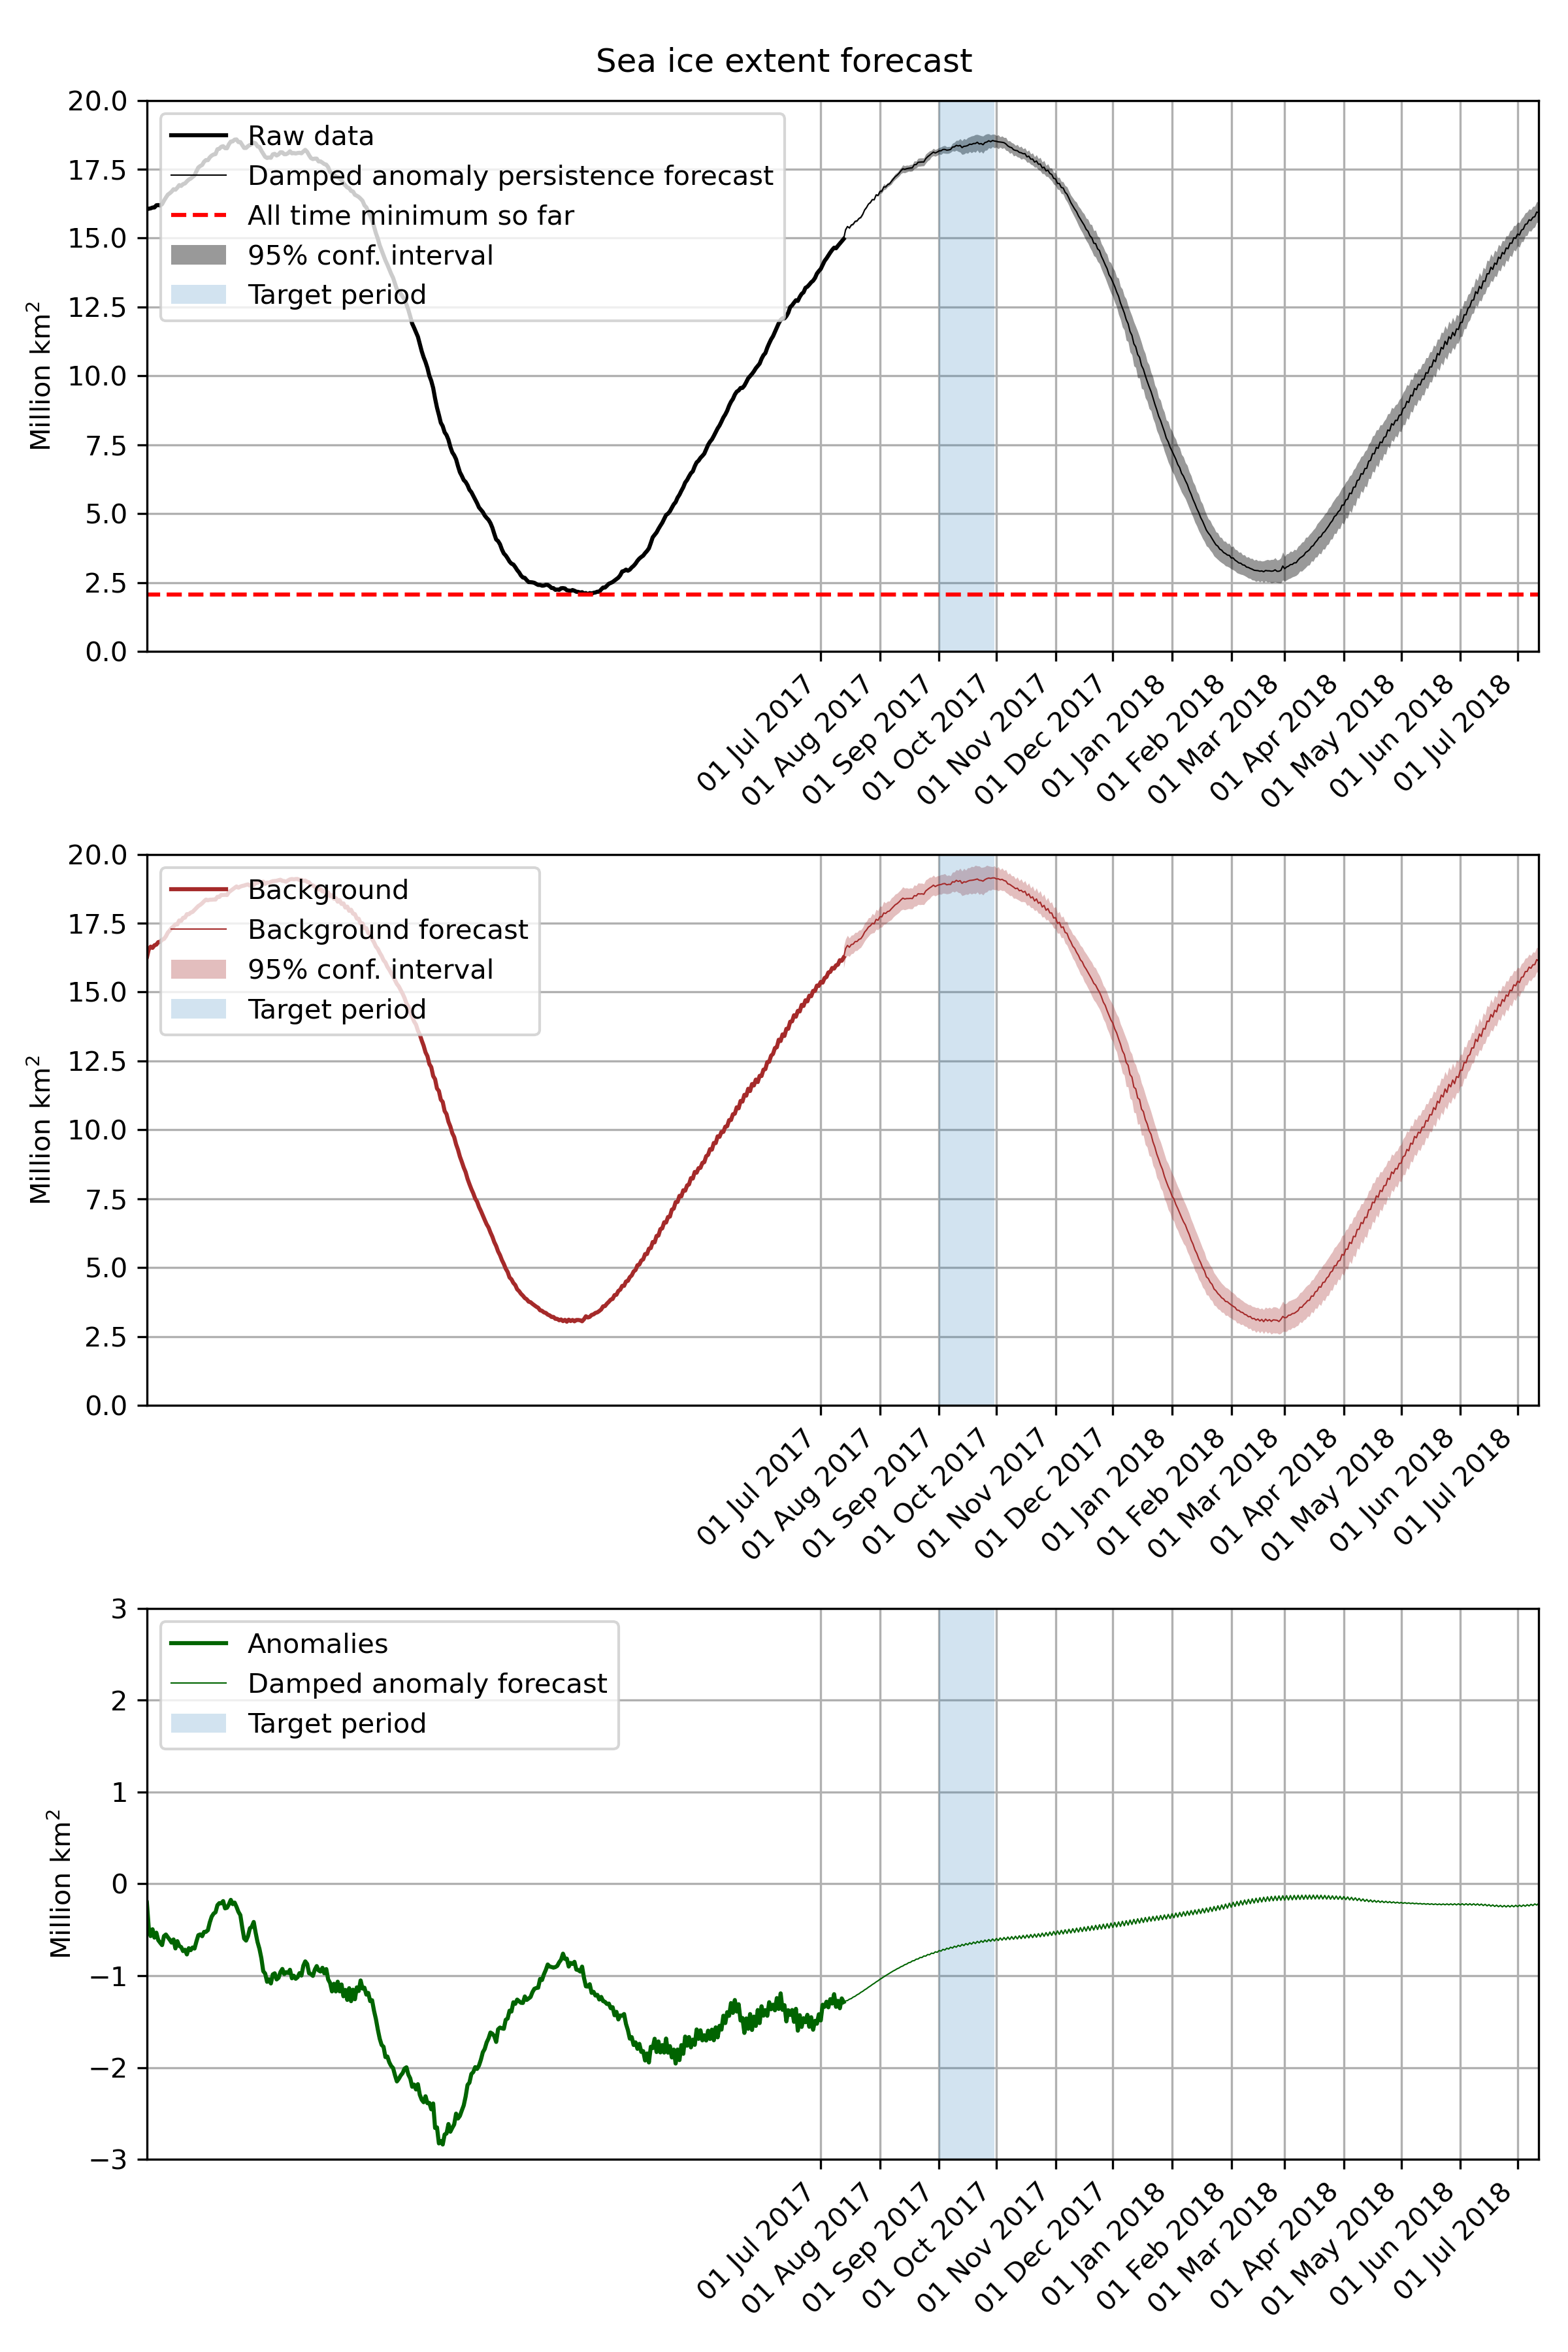 Sea ice extent forecast
20.0
17.5
15.0
12.5
10.0
7.5
5.0
2.5
0.0
Million km²
Raw data
Damped anomaly persistence forecast
All time minimum so far
95% conf. interval
Target period
01 Jul 2017
01 Aug 2017
01 Sep 2017
01 Oct 2017
01 Nov 2017
01 Dec 2017
01 Jan 2018
01 Feb 2018
01 Mar 2018
01 Apr 2018
01 May 2018
01 Jun 2018
01 Jul 2018
20.0
17.5
15.0
12.5
10.0
7.5
5.0
2.5
0.0
Million km²
Background
Background forecast
95% conf. interval
Target period
01 Jul 2017
01 Aug 2017
01 Sep 2017
01 Oct 2017
01 Nov 2017
01 Dec 2017
01 Jan 2018
01 Feb 2018
01 Mar 2018
01 Apr 2018
01 May 2018
01 Jun 2018
01 Jul 2018
3
2
1
0
−1
−2
−3
Million km²
Anomalies
Damped anomaly forecast
Target period
01 Jul 2017
01 Aug 2017
01 Sep 2017
01 Oct 2017
01 Nov 2017
01 Dec 2017
01 Jan 2018
01 Feb 2018
01 Mar 2018
01 Apr 2018
01 May 2018
01 Jun 2018
01 Jul 2018